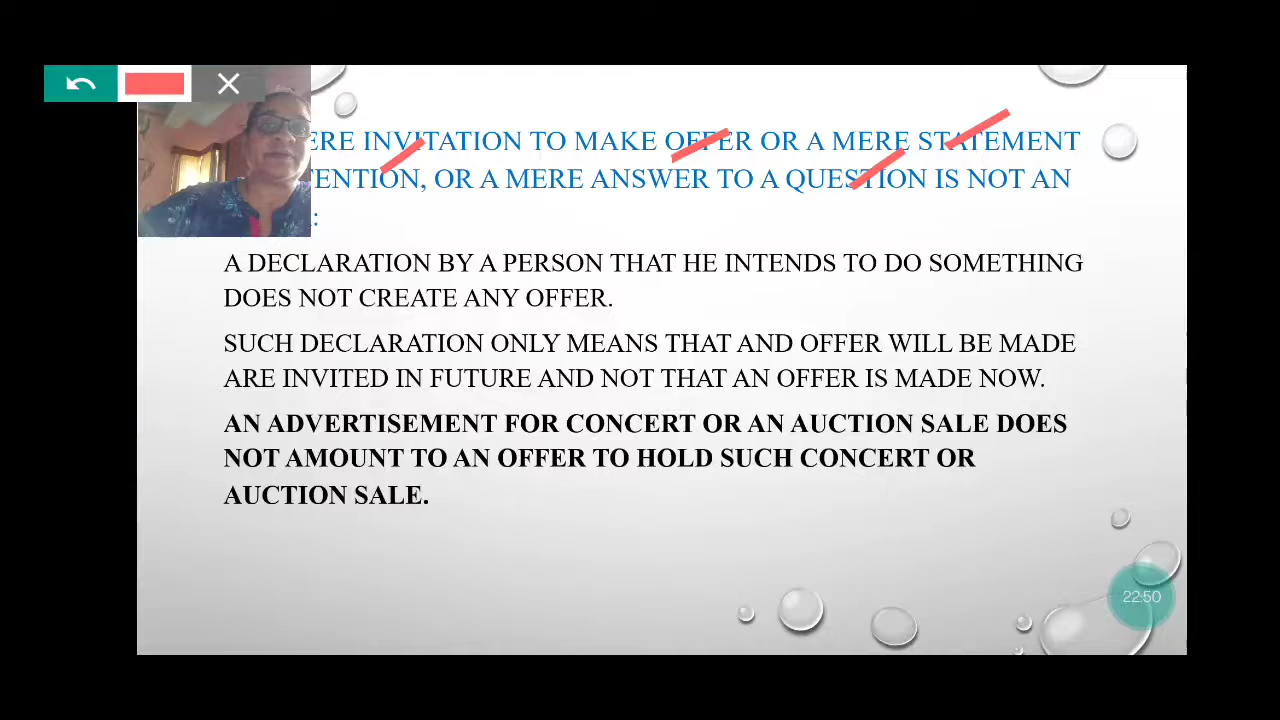 ERE INVITATION TO MAKE OFFER OR A MERE STATEMENT
TENTION, OR A MERE ANSWER TO A QUESTION IS NOT AN
:
A DECLARATION BY A PERSON THAT HE INTENDS TO DO SOMETHING
DOES NOT CREATE ANY OFFER.
SUCH DECLARATION ONLY MEANS THAT AND OFFER WILL BE MADE
ARE INVITED IN FUTURE AND NOT THAT AN OFFER IS MADE NOW.
AN ADVERTISEMENT FOR CONCERT OR AN AUCTION SALE DOES
NOT AMOUNT TO AN OFFER TO HOLD SUCH CONCERT OR
AUCTION SALE.
22:50